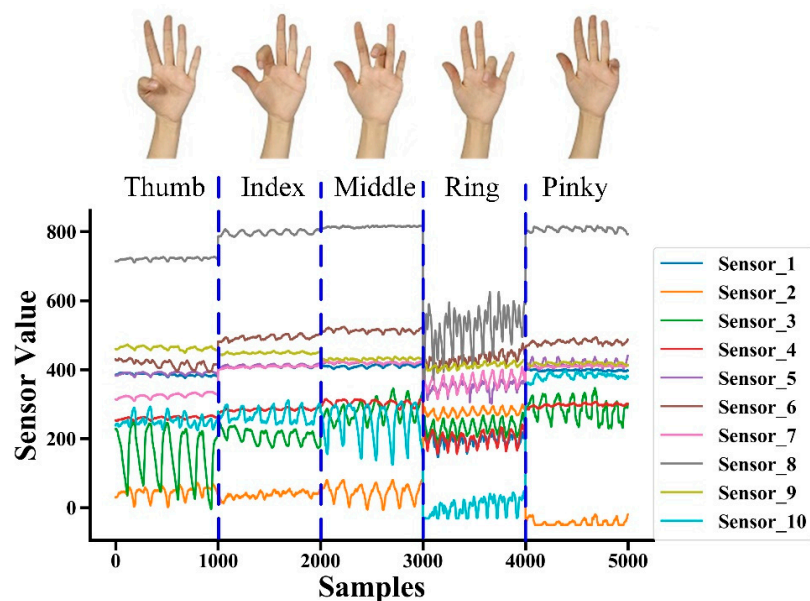 Thumb Index Middle Ring Pinky
800
600
400
200
0
Sensor Value
0 1000 2000 3000 4000 5000
Samples
Sensor_1
Sensor_2
Sensor_3
Sensor_4
Sensor_5
Sensor_6
Sensor_7
Sensor_8
Sensor_9
Sensor_10